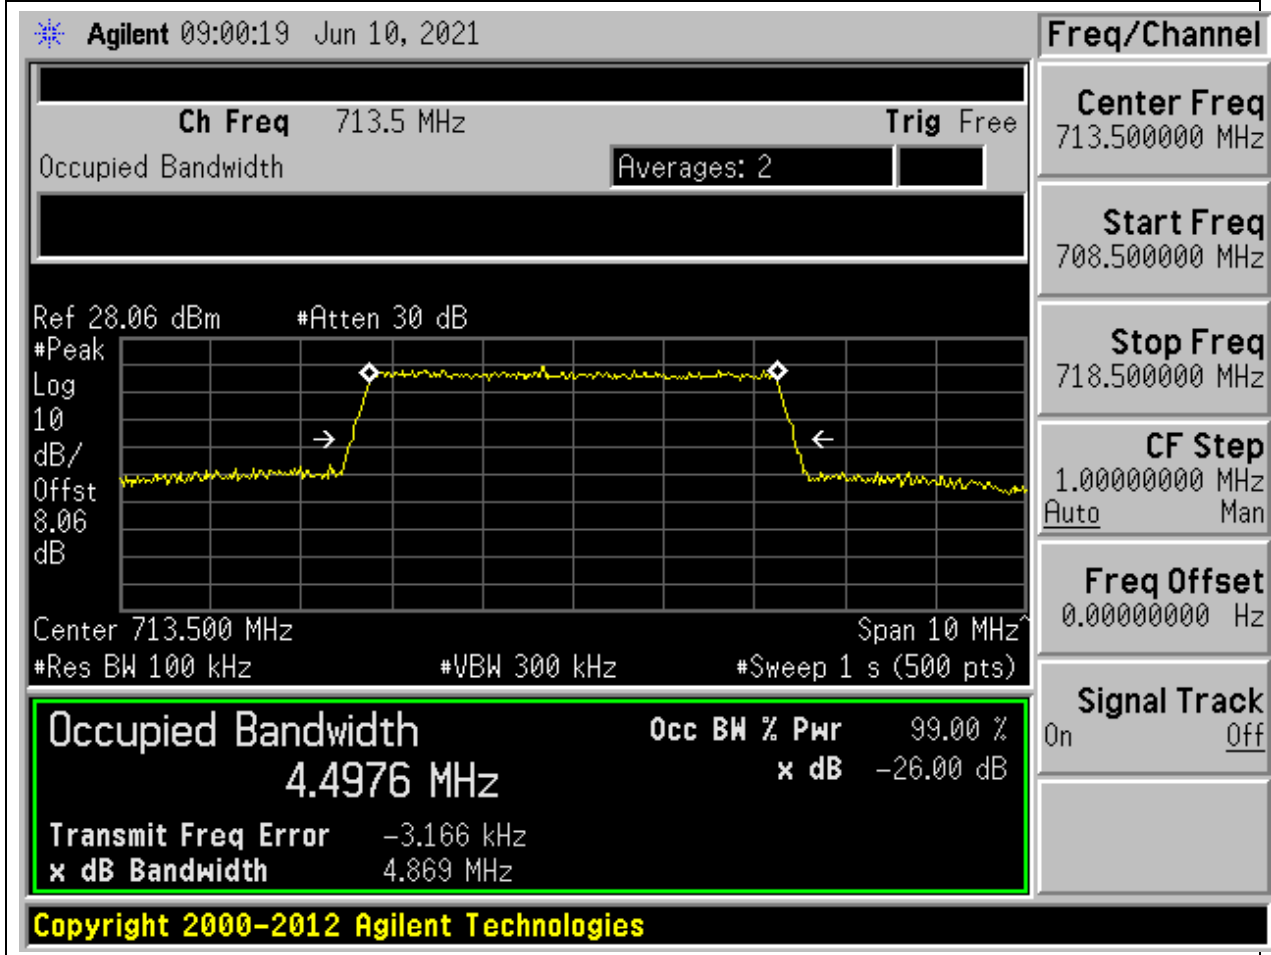 Agilent 09:00:19 Jun 10, 2021
Freq/Channel
Ch Freq 713.5 MHz Trig Free
Occupied Bandwidth Averages: 2
Center Freq
713.500000 MHz
Start Freq
708.500000 MHz
Stop Freq
718.500000 MHz
CF Step
1.00000000 MHz
Auto Man
Freq Offset
0.00000000 Hz
Signal Track
On Off
Ref 28.06 dBm #Atten 30 dB
#Peak
Log
10
dB/
Offst
8.06
dB
Center 713.500 MHz Span 10 MHz^
#Res BW 100 kHz #VBW 300 kHz #Sweep 1 s (500 pts)
Occupied Bandwidth Occ BW % Pwr 99.00 %
4.4976 MHz x dB -26.00 dB
Transmit Freq Error -3.166 kHz
x dB Bandwidth 4.869 MHz
Copyright 2000-2012 Agilent Technologies